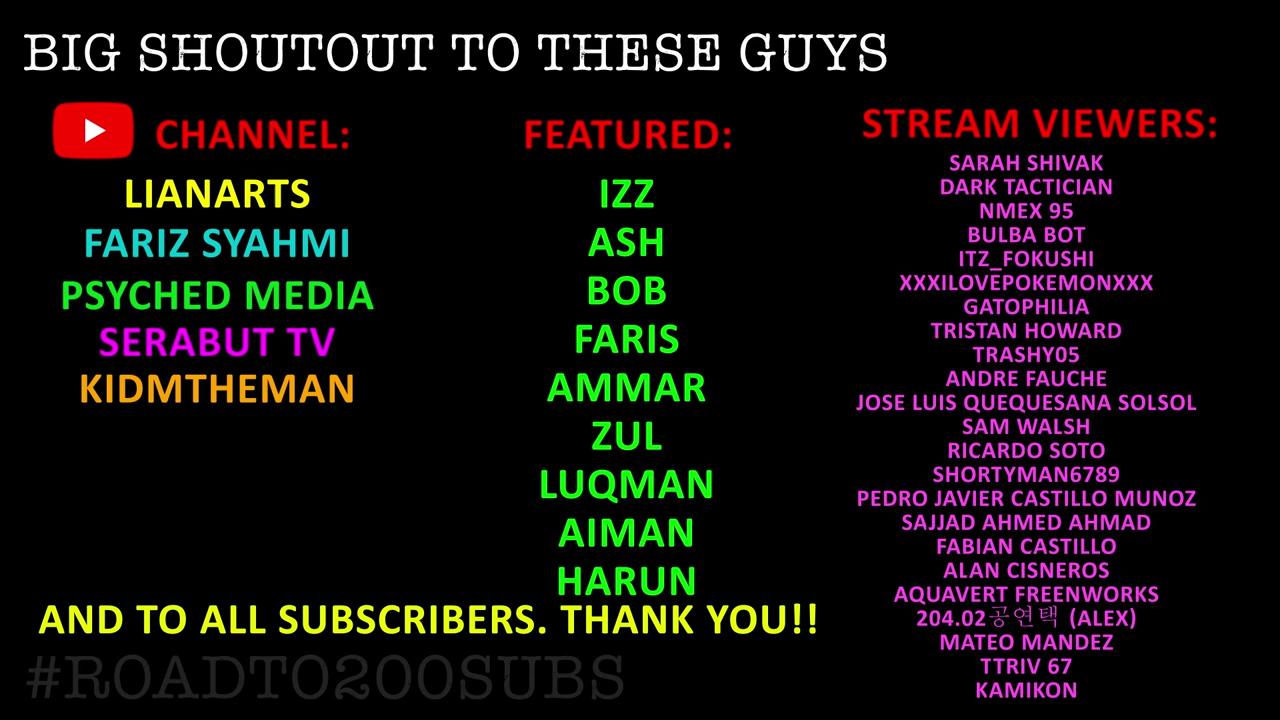 BIG SHOUTOUT TO THESE GUYS
CHANNEL:
LIANARTS
FARIZ SYAHMI
PSYCHED MEDIA
SERABUT TV
KIDMTHEMAN
FEATURED:
IZZ
ASH
BOB
FARIS
AMMAR
ZUL
LUQMAN
AIMAN
HARUN
STREAM VIEWERS:
SARAH SHIVAK
DARK TACTICIAN
NMEX 95
BULBA BOT
ITZ_FOKUSHI
XXXILOVEPOKEMONXXX
GATOPHILIA
TRISTAN HOWARD
TRASHY05
ANDRE FAUCHE
JOSE LUIS QUEQUESANA SOLSOL
SAM WALSH
RICARDO SOTO
SHORTYMAN6789
PEDRO JAVIER CASTILLO MUNOZ
SAJJAD AHMED AHMAD
FABIAN CASTILLO
ALAN CISNEROS
AQUAVERT FREENWORKS
204.02공연택 (ALEX)
MATEO MANDEZ
TTRIV 67
KAMIKON
AND TO ALL SUBSCRIBERS. THANK YOU!!
#ROADTO200SUBS